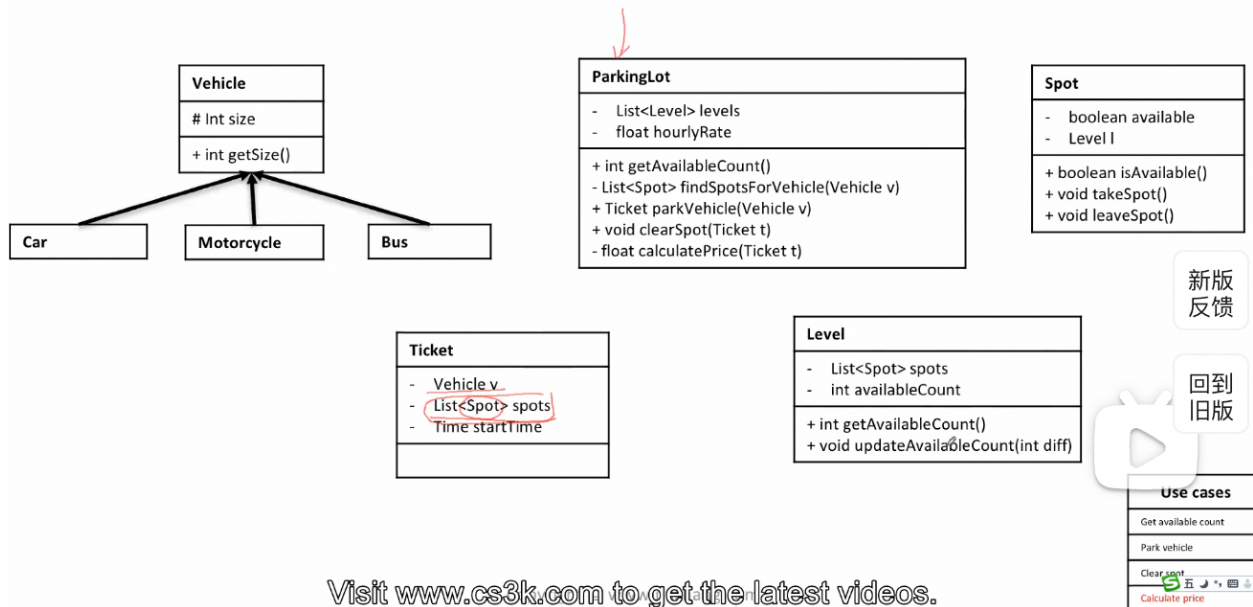 Vehicle
# Int size
+ int getSize()
Car
Motorcycle
Bus
ParkingLot
- List<Level> levels
- float hourlyRate
+ int getAvailableCount()
- List<Spot> findSpotsForVehicle(Vehicle v)
+ Ticket parkVehicle(Vehicle v)
+ void clearSpot(Ticket t)
- float calculatePrice(Ticket t)
Spot
- boolean available
- Level l
+ boolean isAvailable()
+ void takeSpot()
+ void leaveSpot()
新版
反馈
Ticket
- Vehicle v
- List<Spot> spots
- Time startTime
Level
- List<Spot> spots
- int availableCount
+ int getAvailableCount()
+ void updateAvailableCount(int diff)
回到
旧版
Use cases
Get available count
Park vehicle
Clear spot
Calculate price
五
Visit www.cs3k.com to get the latest videos.